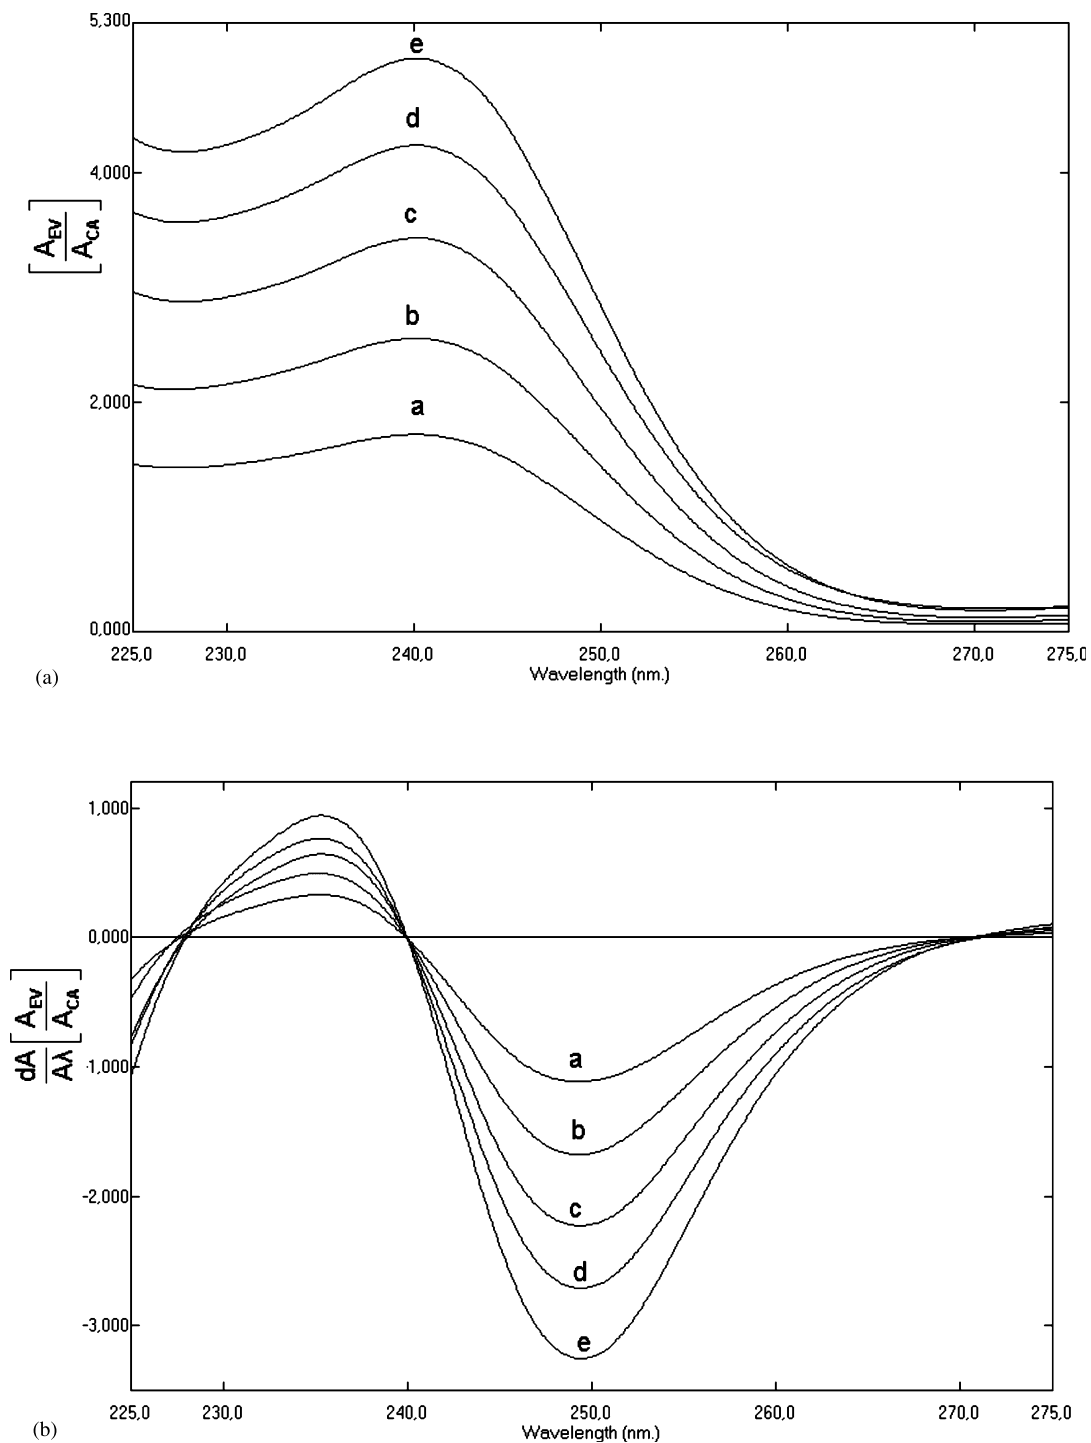 5,300
e
d
4,000
c
[A_EV/A_CA]
b
2,000
a
0,000
225,0 230,0 240,0 250,0 260,0 270,0 275,0
Wavelength (nm.)
(a)
1,000
0,000
dA/Aλ [A_EV/A_CA]
-1,000
a
b
-2,000
c
d
-3,000
e
225,0 230,0 240,0 250,0 260,0 270,0 275,0
Wavelength (nm.)
(b)